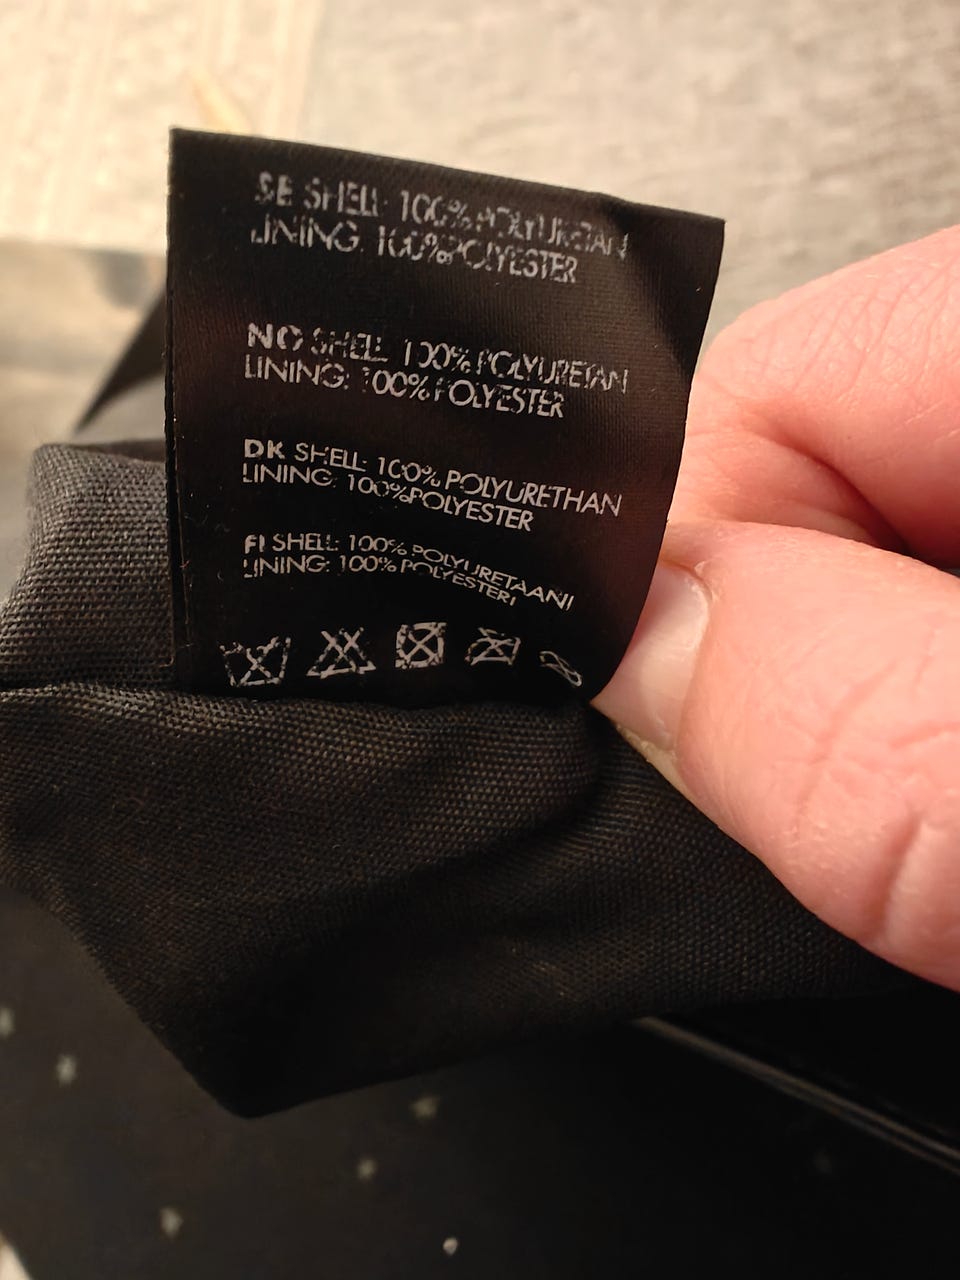 SE SHELL: 100% POLYURETAN
LINING: 100%POLYESTER
NO SHELL: 100% POLYURETAN
LINING: 100% POLYESTER
DK SHELL: 100% POLYURETHAN
LINING: 100%POLYESTER
FI SHELL: 100% POLYURETAANI
LINING: 100% POLYESTERI